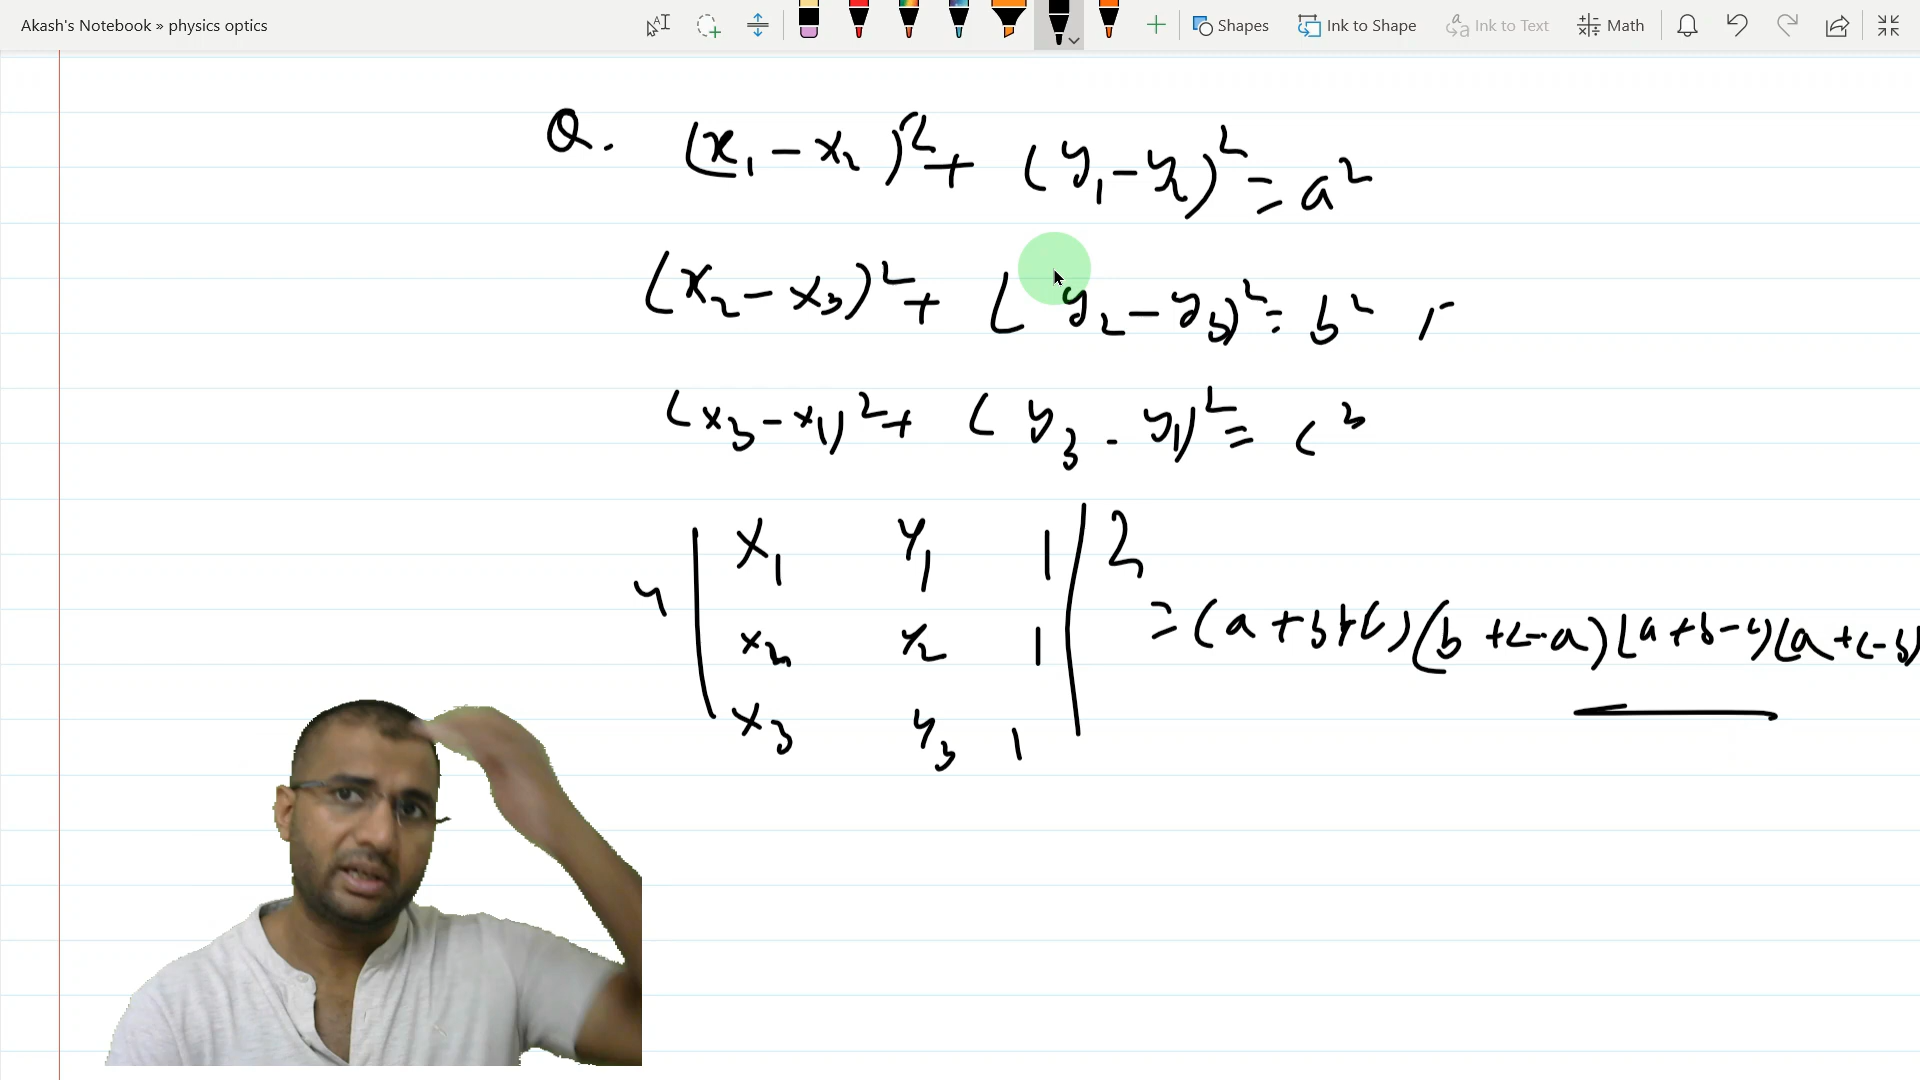 Akash's Notebook » physics optics
Shapes Ink to Shape Ink to Text Math
Q. (x₁ - x₂)² + (y₁ - y₂)² = a²
(x₂ - x₃)² + (y₂ - y₃)² = b²,
(x₃ - x₁)² + (y₃ - y₁)² = c³
4 | x₁ y₁ 1 | 2
x₂ y₂ 1 = (a+b+c)(b+c-a)(a+b-c)(a+c-b)
x₃ y₃ 1